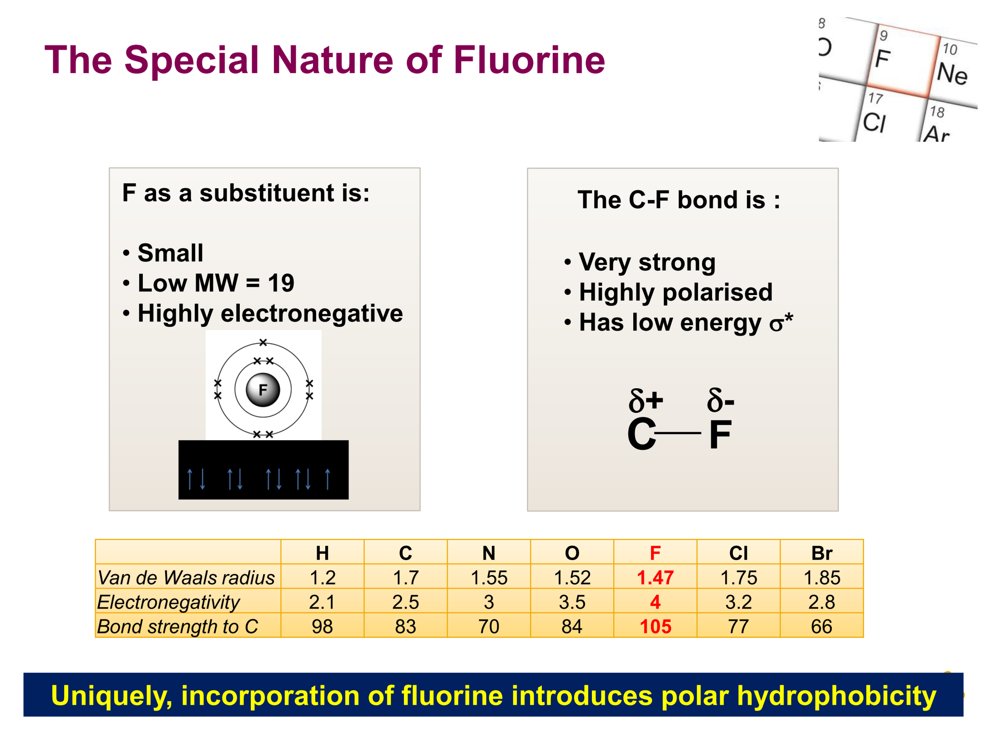 The Special Nature of Fluorine
8
O
9
F
10
Ne
17
Cl
18
Ar
F as a substituent is:
• Small
• Low MW = 19
• Highly electronegative
F
The C-F bond is :
• Very strong
• Highly polarised
• Has low energy σ*
δ+ δ-
C F
H C N O F Cl Br
Van de Waals radius 1.2 1.7 1.55 1.52 1.47 1.75 1.85
Electronegativity 2.1 2.5 3 3.5 4 3.2 2.8
Bond strength to C 98 83 70 84 105 77 66
Uniquely, incorporation of fluorine introduces polar hydrophobicity